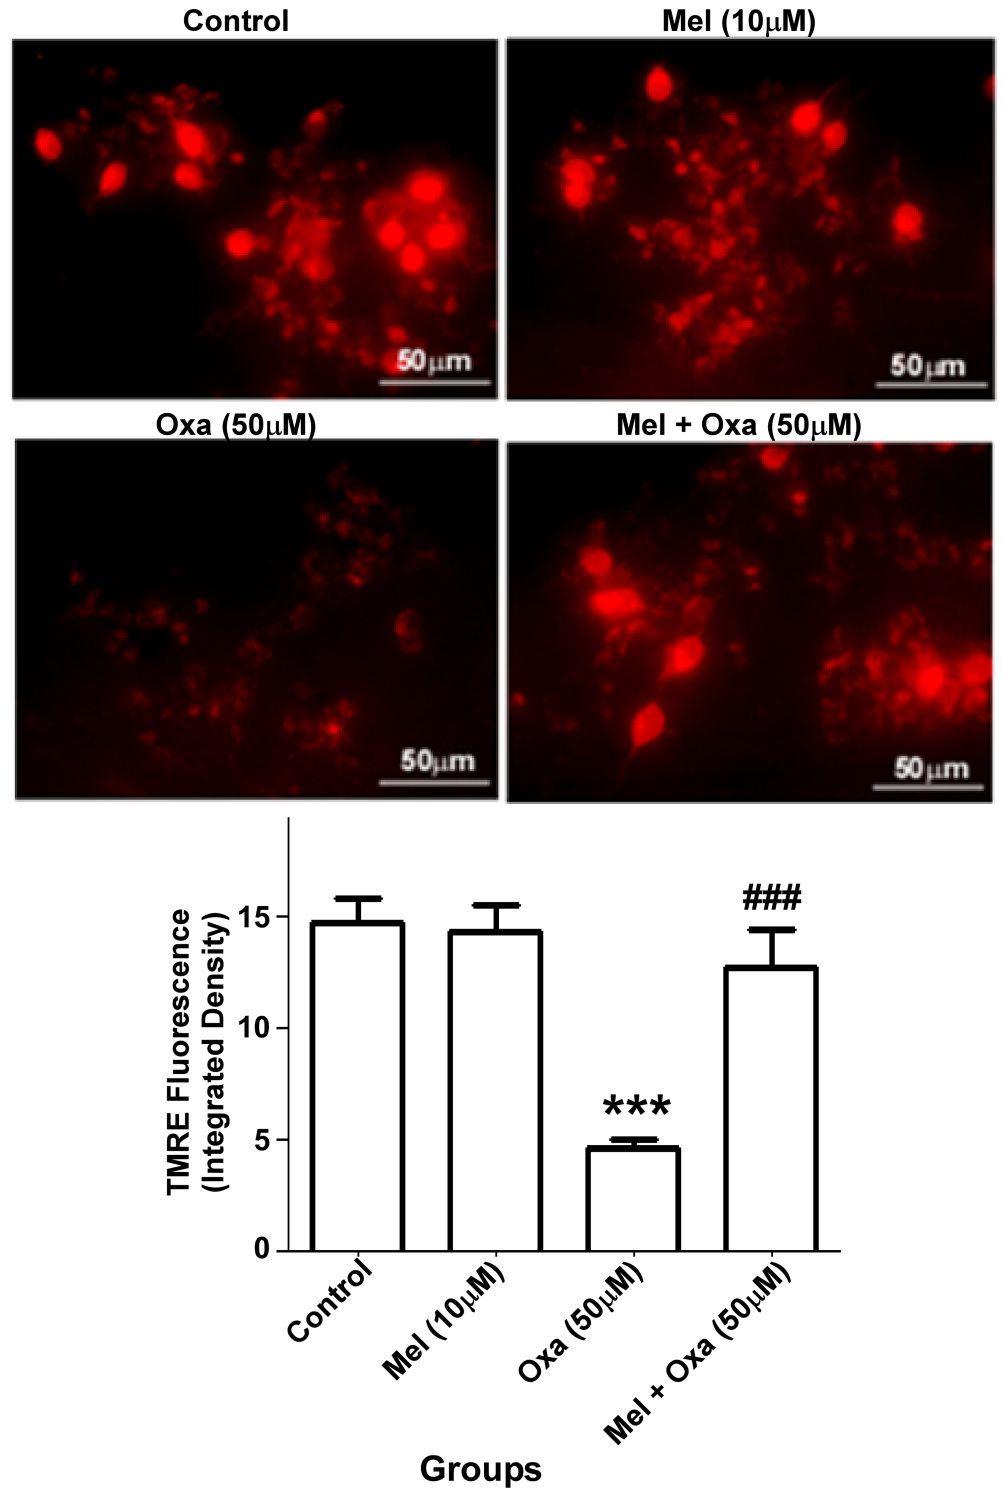 Control
Mel (10μM)
50μm
50μm
Oxa (50μM)
Mel + Oxa (50μM)
50μm
50μm
TMRE Fluorescence
(Integrated Density)
15
10
5
0
***
###
Control
Mel (10μM)
Oxa (50μM)
Mel + Oxa (50μM)
Groups